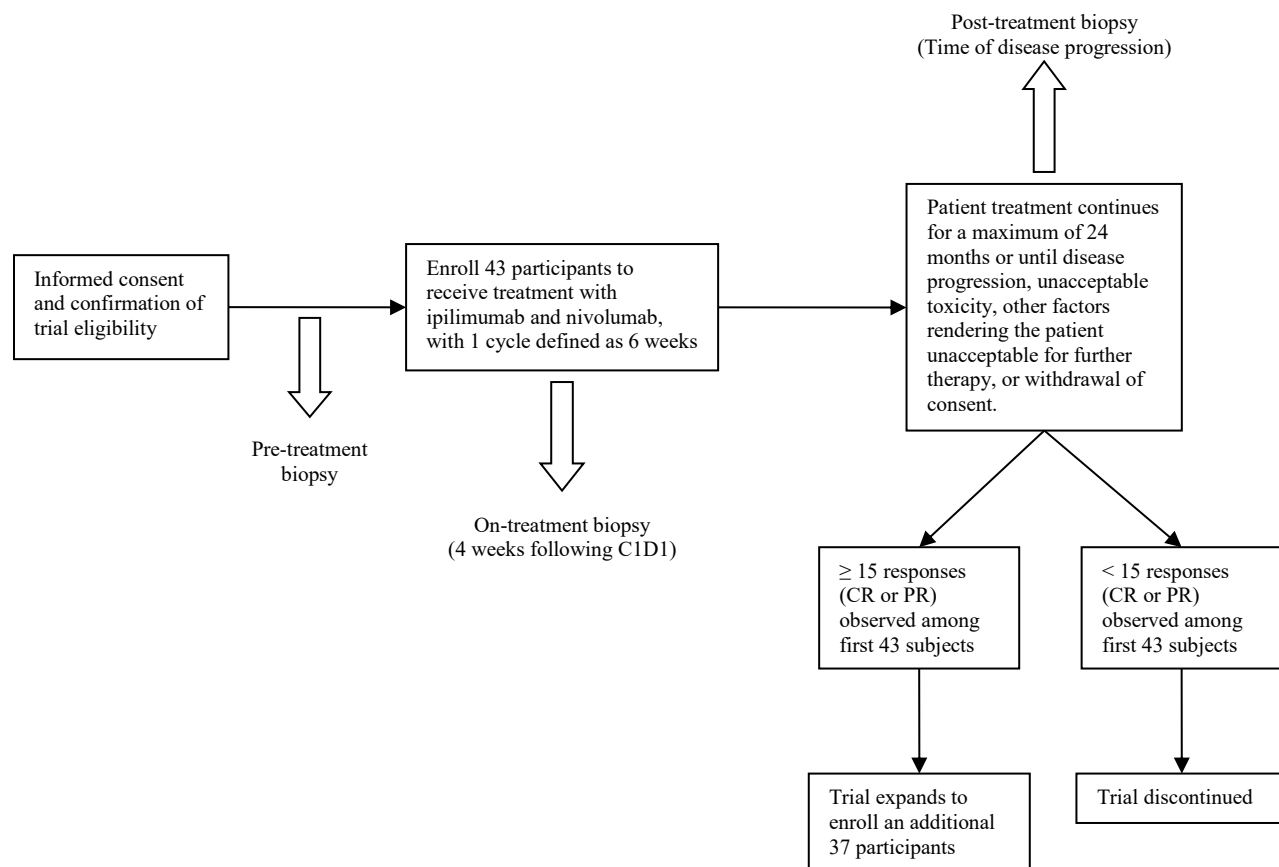 Post-treatment biopsy
(Time of disease progression)
Informed consent
and confirmation of
trial eligibility
Pre-treatment
biopsy
Enroll 43 participants to
receive treatment with
ipilimumab and nivolumab,
with 1 cycle defined as 6 weeks
On-treatment biopsy
(4 weeks following C1D1)
Patient treatment continues
for a maximum of 24
months or until disease
progression, unacceptable
toxicity, other factors
rendering the patient
unacceptable for further
therapy, or withdrawal of
consent.
≥ 15 responses
(CR or PR)
observed among
first 43 subjects
< 15 responses
(CR or PR)
observed among
first 43 subjects
Trial expands to
enroll an additional
37 participants
Trial discontinued